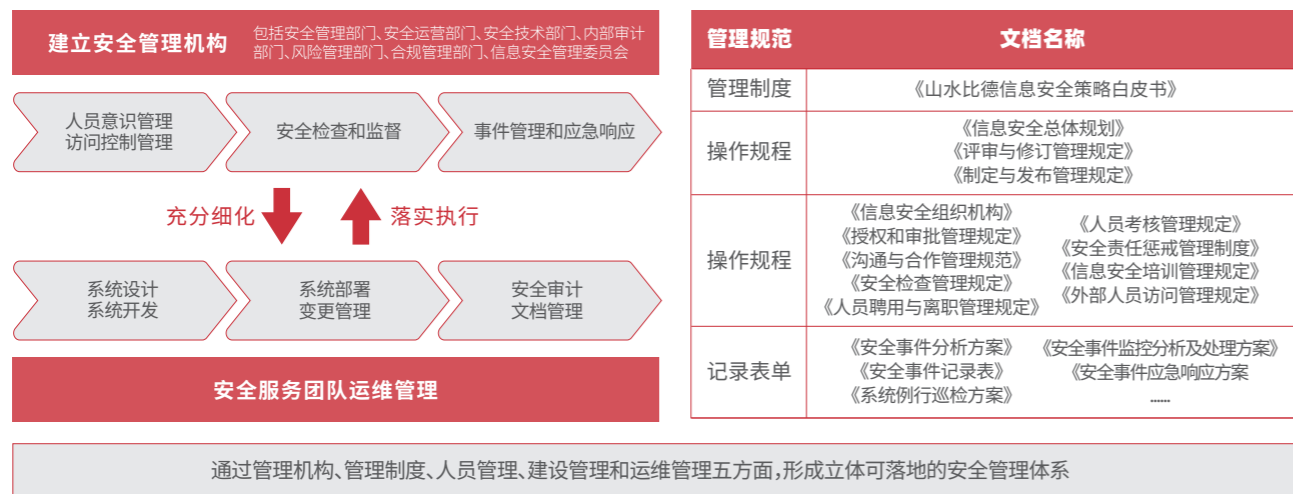 建立安全管理机构
包括安全管理部门、安全运营部门、安全技术部门、内部审计
部门、风险管理部门、合规管理部门、信息安全管理委员会
人员意识管理
访问控制管理
安全检查和监督
事件管理和应急响应
充分细化
落实执行
系统设计
系统开发
系统部署
变更管理
安全审计
文档管理
安全服务团队运维管理
管理规范
文档名称
管理制度
《山水比德信息安全策略白皮书》
操作规程
《信息安全总体规划》
《评审与修订管理规定》
《制定与发布管理规定》
操作规程
《信息安全组织机构》
《授权和审批管理规定》
《沟通与合作管理规范》
《安全检查管理规定》
《人员聘用与离职管理规定》
《人员考核管理规定》
《安全责任惩戒管理制度》
《信息安全培训管理规定》
《外部人员访问管理规定》
记录表单
《安全事件分析方案》
《安全事件记录表》
《系统例行巡检方案》
《安全事件监控分析及处理方案》
《安全事件应急响应方案
......
通过管理机构、管理制度、人员管理、建设管理和运维管理五方面,形成立体可落地的安全管理体系